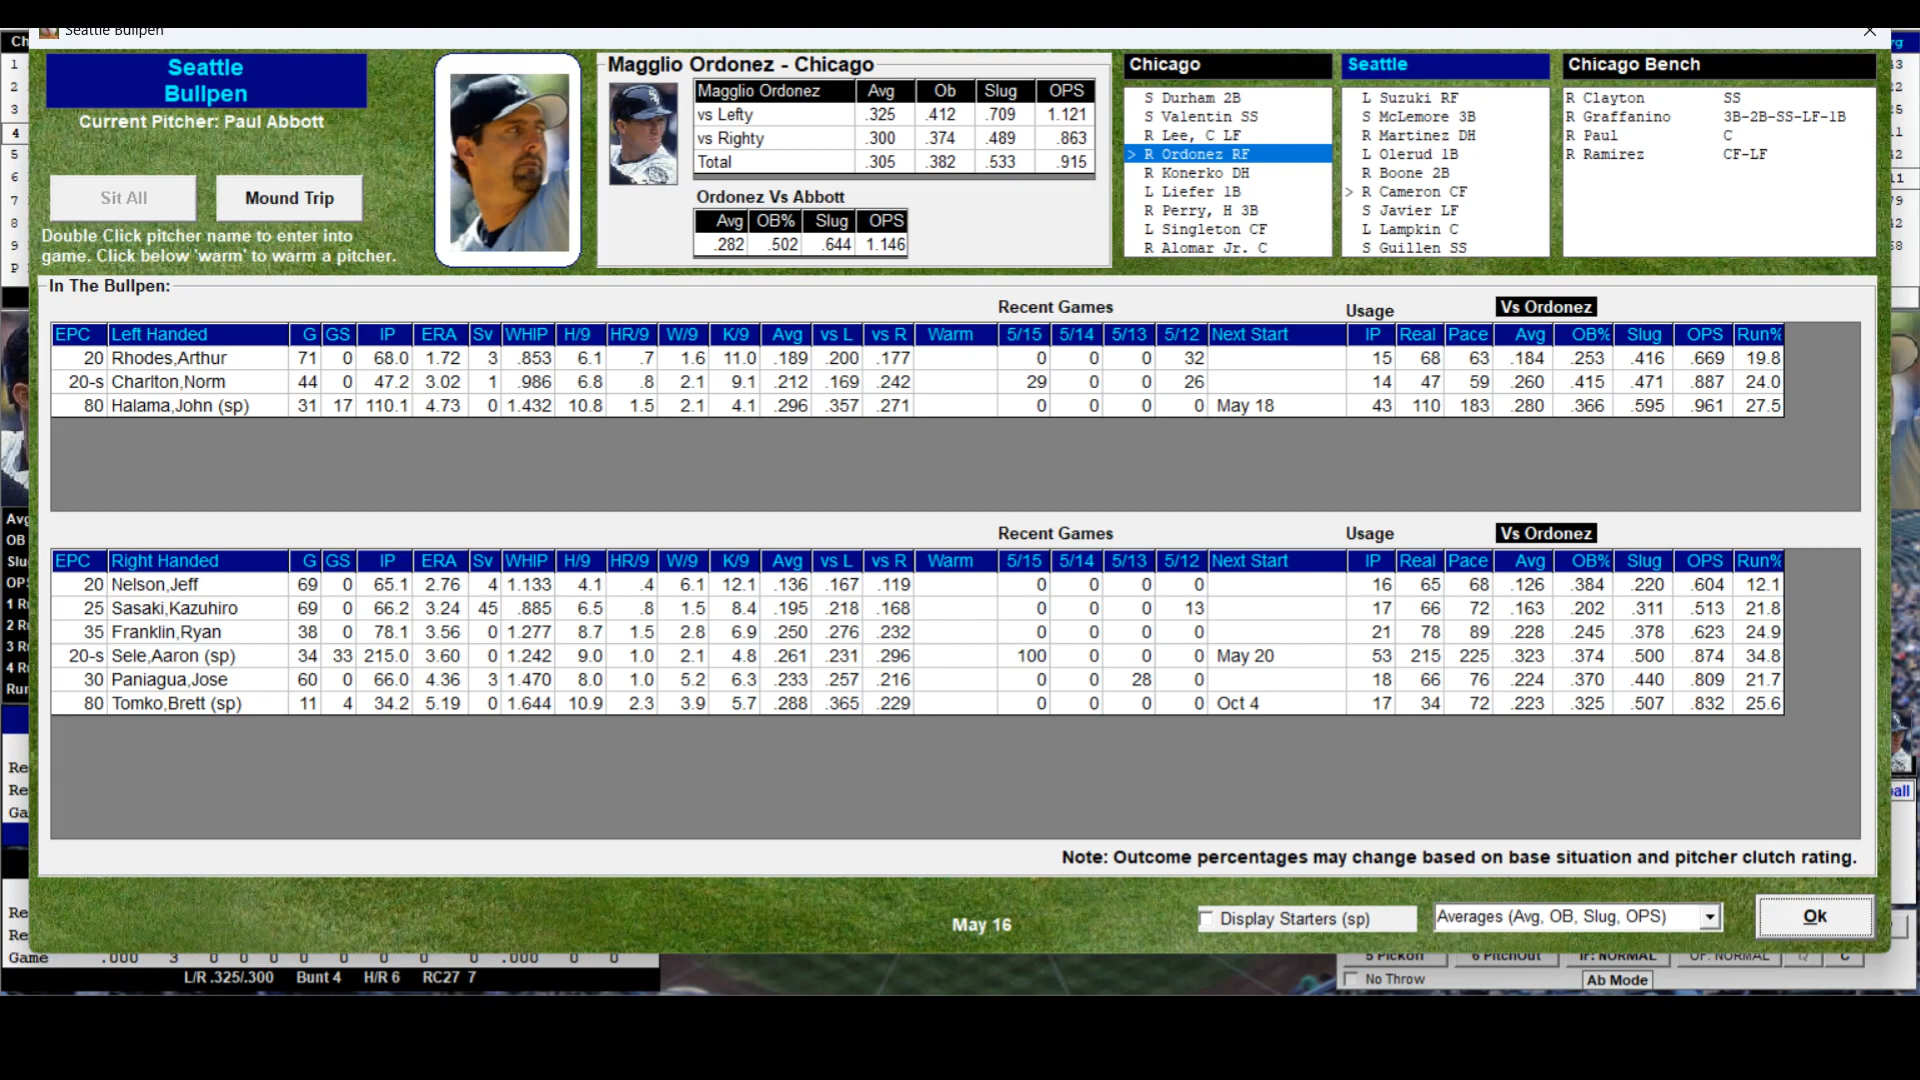 Seattle Bullpen
Seattle
Bullpen
Current Pitcher: Paul Abbott
Sit All
Mound Trip
Double Click pitcher name to enter into
game. Click below 'warm' to warm a pitcher.
Magglio Ordonez - Chicago
Magglio Ordonez Avg Ob Slug OPS
vs Lefty .325 .412 .709 1.121
vs Righty .300 .374 .489 .863
Total .305 .382 .533 .915
Ordonez Vs Abbott
Avg OB% Slug OPS
.282 .502 .644 1.146
Chicago
S Durham 2B
S Valentin SS
R Lee, C LF
> R Ordonez RF
R Konerko DH
L Liefer 1B
R Perry, H 3B
L Singleton CF
R Alomar Jr. C
Seattle
L Suzuki RF
S McLemore 3B
R Martinez DH
L Olerud 1B
R Boone 2B
> R Cameron CF
S Javier LF
L Lampkin C
S Guillen SS
Chicago Bench
R Clayton SS
R Graffanino 3B-2B-SS-LF-1B
R Paul C
R Ramirez CF-LF
In The Bullpen:
Recent Games Usage Vs Ordonez
EPC Left Handed G GS IP ERA Sv WHIP H/9 HR/9 W/9 K/9 Avg vs L vs R Warm 5/15 5/14 5/13 5/12 Next Start IP Real Pace Avg OB% Slug OPS Run%
20 Rhodes,Arthur 71 0 68.0 1.72 3 .853 6.1 .7 1.6 11.0 .189 .200 .177 0 0 0 32 15 68 63 .184 .253 .416 .669 19.8
20-s Charlton,Norm 44 0 47.2 3.02 1 .986 6.8 .8 2.1 9.1 .212 .169 .242 29 0 0 26 14 47 59 .260 .415 .471 .887 24.0
80 Halama,John (sp) 31 17 110.1 4.73 0 1.432 10.8 1.5 2.1 4.1 .296 .357 .271 0 0 0 0 May 18 43 110 183 .280 .366 .595 .961 27.5
Recent Games Usage Vs Ordonez
EPC Right Handed G GS IP ERA Sv WHIP H/9 HR/9 W/9 K/9 Avg vs L vs R Warm 5/15 5/14 5/13 5/12 Next Start IP Real Pace Avg OB% Slug OPS Run%
20 Nelson,Jeff 69 0 65.1 2.76 4 1.133 4.1 .4 6.1 12.1 .136 .167 .119 0 0 0 0 16 65 68 .126 .384 .220 .604 12.1
25 Sasaki,Kazuhiro 69 0 66.2 3.24 45 .885 6.5 .8 1.5 8.4 .195 .218 .168 0 0 0 13 17 66 72 .163 .202 .311 .513 21.8
35 Franklin,Ryan 38 0 78.1 3.56 0 1.277 8.7 1.5 2.8 6.9 .250 .276 .232 0 0 0 0 21 78 89 .228 .245 .378 .623 24.9
20-s Sele,Aaron (sp) 34 33 215.0 3.60 0 1.242 9.0 1.0 2.1 4.8 .261 .231 .296 100 0 0 0 May 20 53 215 225 .323 .374 .500 .874 34.8
30 Paniagua,Jose 60 0 66.0 4.36 3 1.470 8.0 1.0 5.2 6.3 .233 .257 .216 0 0 28 0 18 66 76 .224 .370 .440 .809 21.7
80 Tomko,Brett (sp) 11 4 34.2 5.19 0 1.644 10.9 2.3 3.9 5.7 .288 .365 .229 0 0 0 0 Oct 4 17 34 72 .223 .325 .507 .832 25.6
Note: Outcome percentages may change based on base situation and pitcher clutch rating.
May 16
Display Starters (sp)
Averages (Avg, OB, Slug, OPS)
Ok
Game .000 3 0 0 0 0 0 0 0 .000 0 0
L/R .325/.300 Bunt 4 H/R 6 RC27 7
5 Pickoff 6 PitchOut IF: NORMAL OF: NORMAL
No Throw
Ab Mode